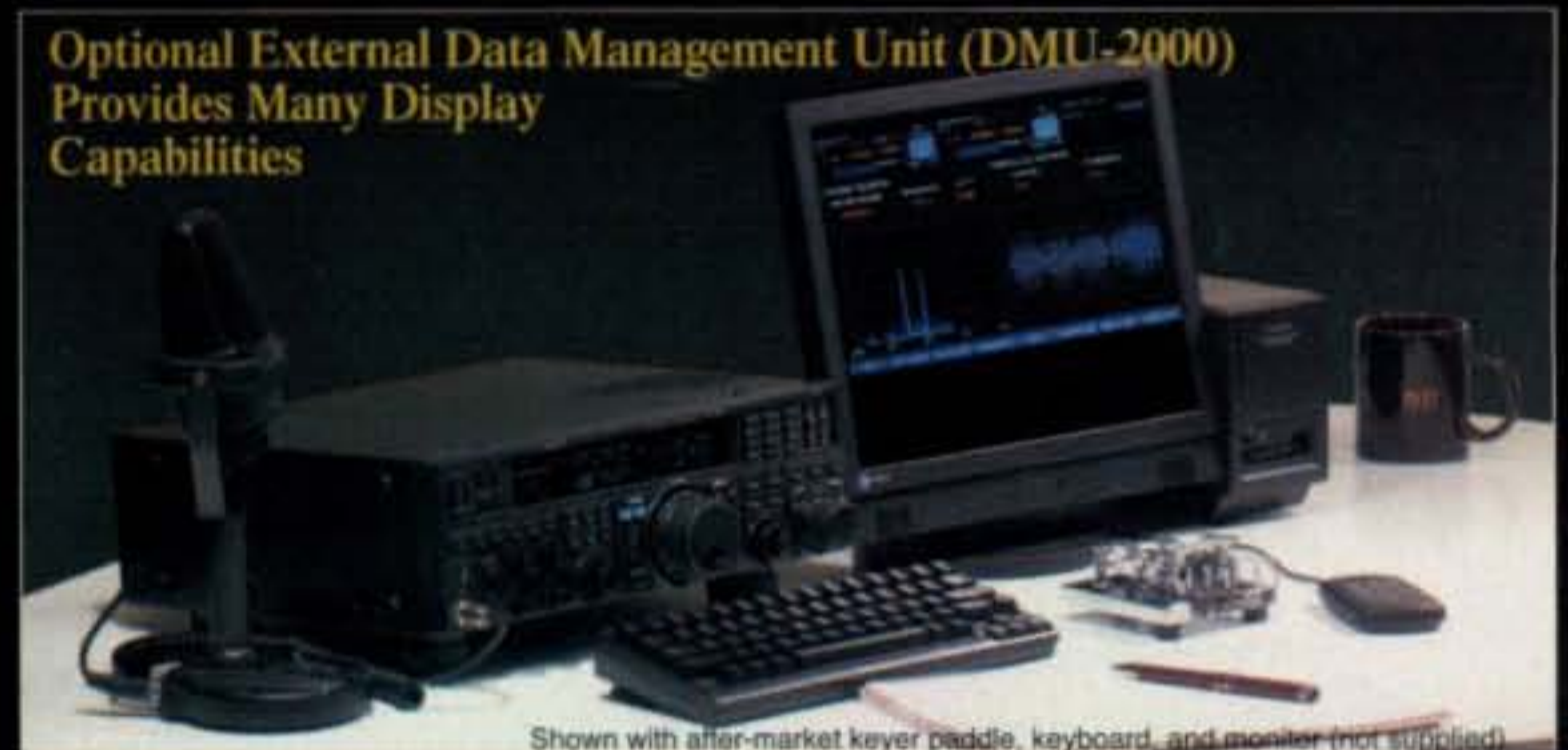 Optional External Data Management Unit (DMU-2000)
Provides Many Display
Capabilities
Shown with after-market keyer paddle, keyboard, and monitor (not supplied)